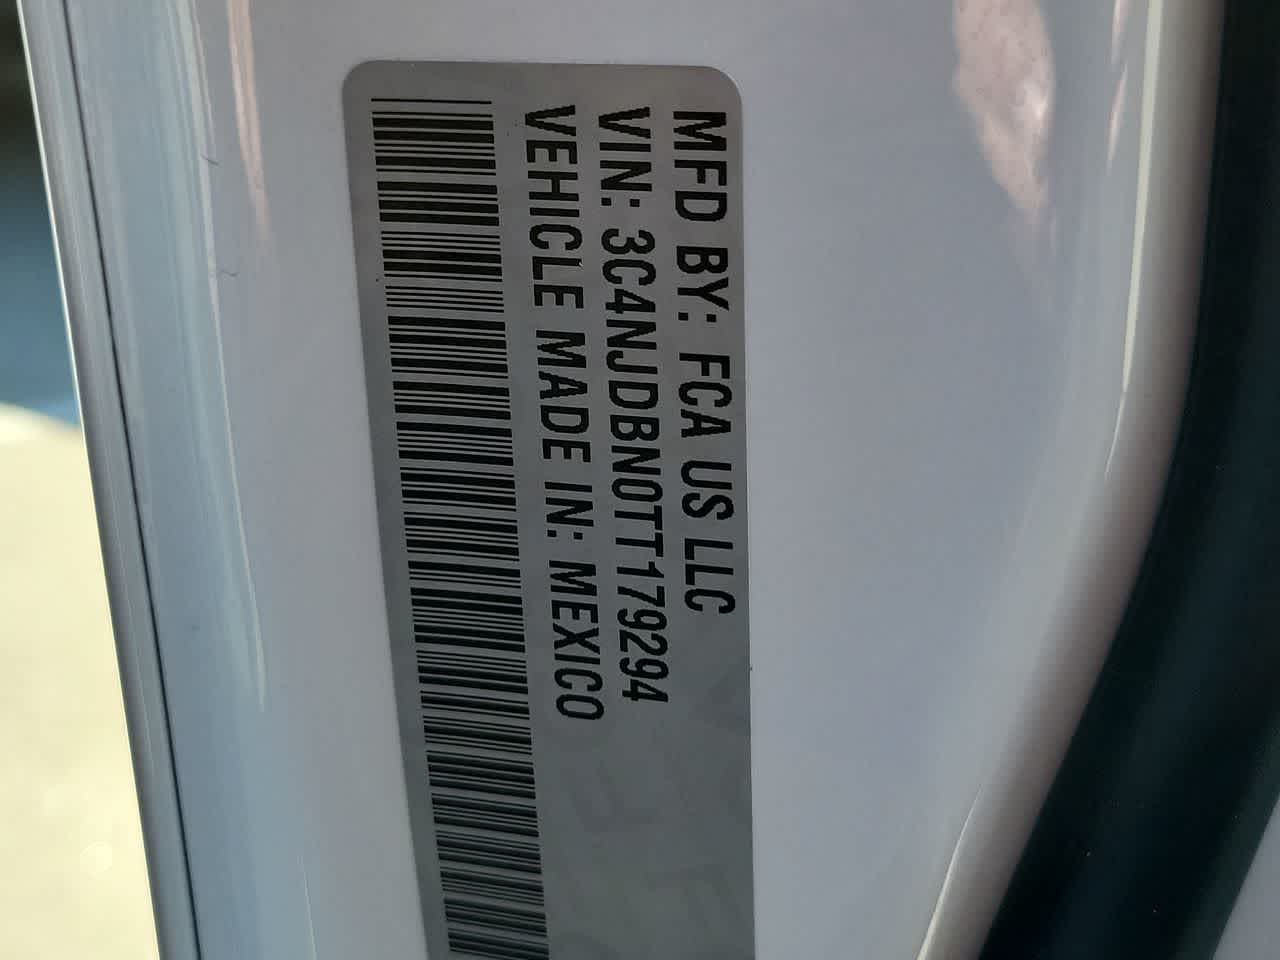 MFD BY: FCA US LLC
VIN: 3C4NJDBN0TT179294
VEHICLE MADE IN: MEXICO